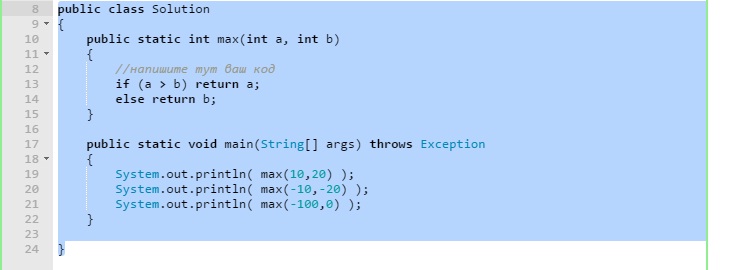 8 public class Solution
9 {
10 public static int max(int a, int b)
11 {
12 //напишите тут ваш код
13 if (a > b) return a;
14 else return b;
15 }
16
17 public static void main(String[] args) throws Exception
18 {
19 System.out.println( max(10,20) );
20 System.out.println( max(-10,-20) );
21 System.out.println( max(-100,0) );
22 }
23
24 }